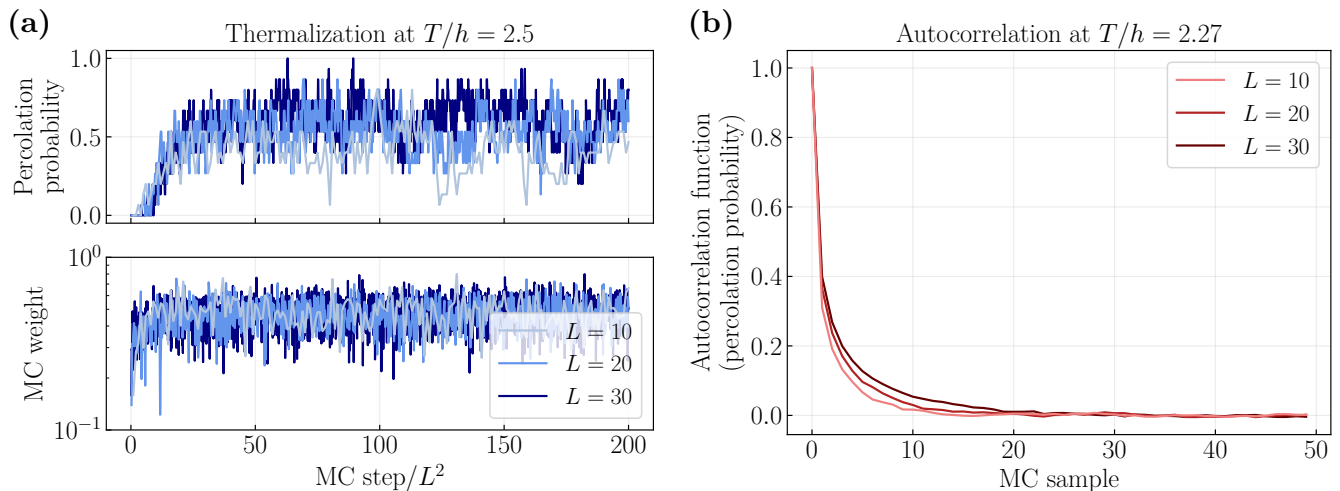 (a)
Thermalization at T/h = 2.5
Percolation
probability
1.0
0.5
0.0
MC weight
10⁰
10⁻¹
L = 10
L = 20
L = 30
0 50 100 150 200
MC step/L²
(b)
Autocorrelation at T/h = 2.27
Autocorrelation function
(percolation probability)
1.0
0.8
0.6
0.4
0.2
0.0
L = 10
L = 20
L = 30
0 10 20 30 40 50
MC sample